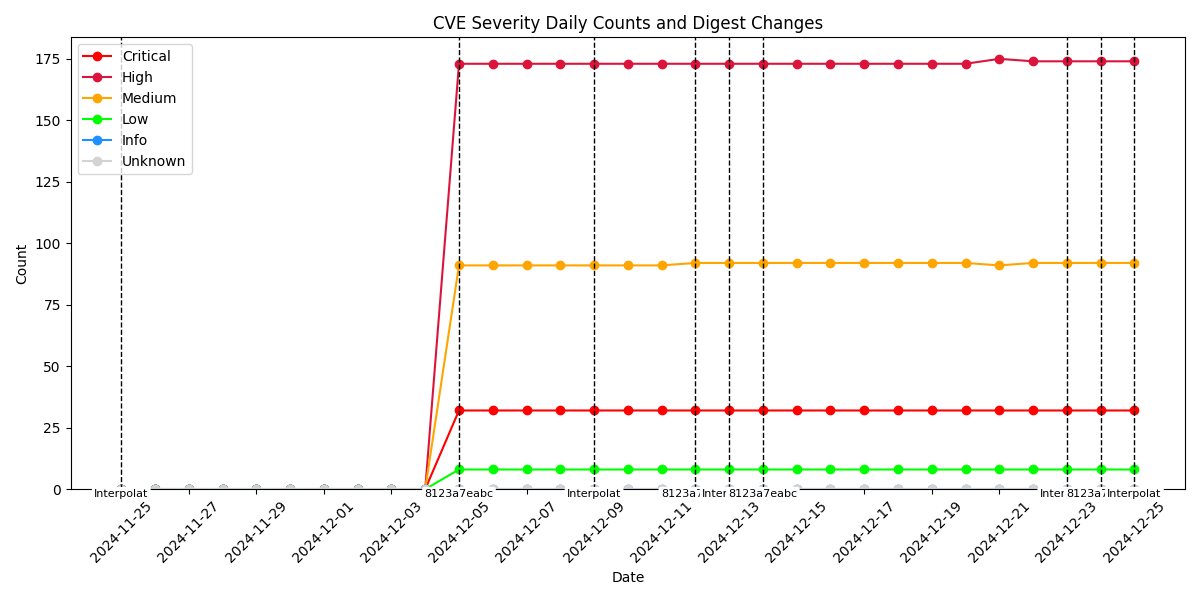 CVE Severity Daily Counts and Digest Changes
Critical
High
Medium
Low
Info
Unknown
Count
175
150
125
100
75
50
25
0
Interpolat
8123a7eabc
Interpolat
8123a7
Inter
8123a7eabc
Inter
8123a7
Interpolat
2024-11-25
2024-11-27
2024-11-29
2024-12-01
2024-12-03
2024-12-05
2024-12-07
2024-12-09
2024-12-11
2024-12-13
2024-12-15
2024-12-17
2024-12-19
2024-12-21
2024-12-23
2024-12-25
Date